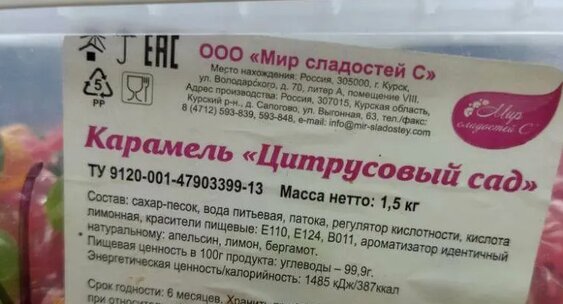 ЕАС
ООО «Мир сладостей С»
Место нахождения: Россия, 305000, г. Курск,
ул. Володарского, д. 70, литер А, помещение VIII.
Адрес производства: Россия, 307015, Курская область,
Курский р-н., д. Сапогово, ул. Выгонная, 63, тел./факс:
8 (4712) 593-839, 593-848, e-mail: info@mir-sladostey.com
5
PP
Мир
сладостей С
Карамель «Цитрусовый сад»
ТУ 9120-001-47903399-13 Масса нетто: 1,5 кг
Состав: сахар-песок, вода питьевая, патока, регулятор кислотности, кислота
лимонная, красители пищевые: Е110, Е124, В011, ароматизатор идентичный
натуральному: апельсин, лимон, бергамот.
Пищевая ценность в 100г продукта: углеводы – 99,9г.
Энергетическая ценность/калорийность: 1485 кДж/387ккал
Срок годности: 6 месяцев.